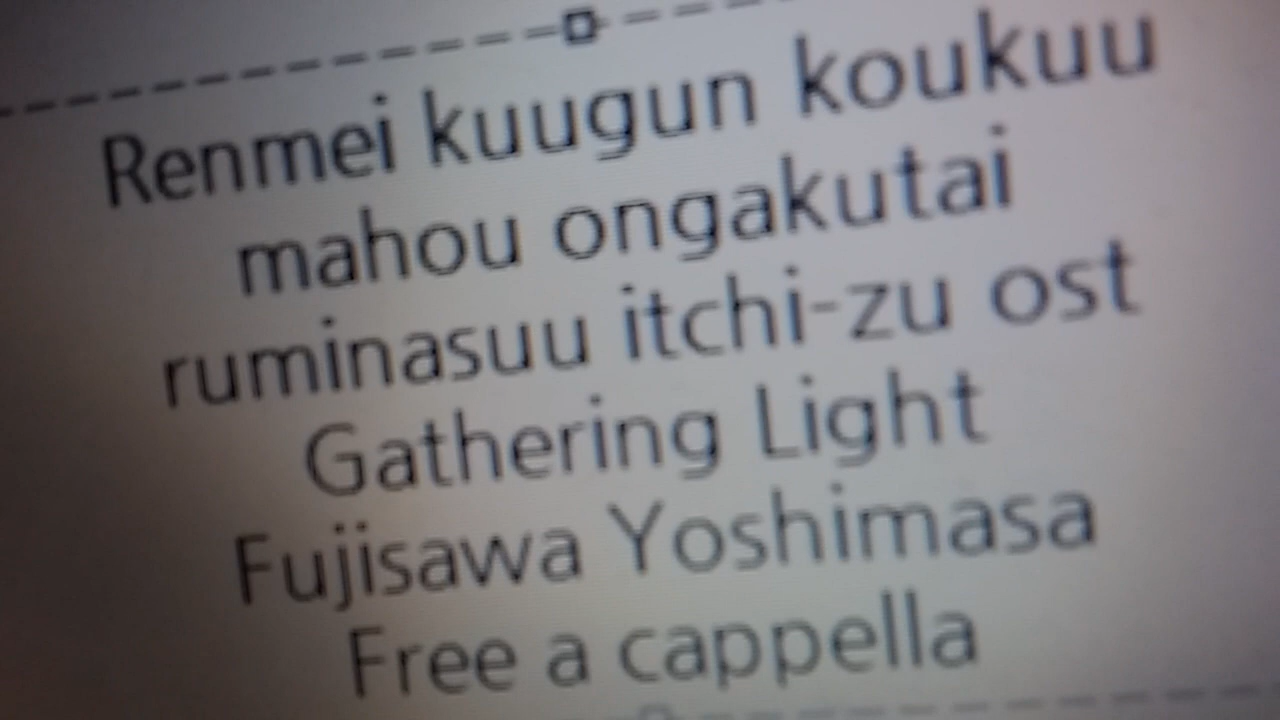 Renmei kuugun koukuu
mahou ongakutai
ruminasuu itchi-zu ost
Gathering Light
Fujisawa Yoshimasa
Free a cappella